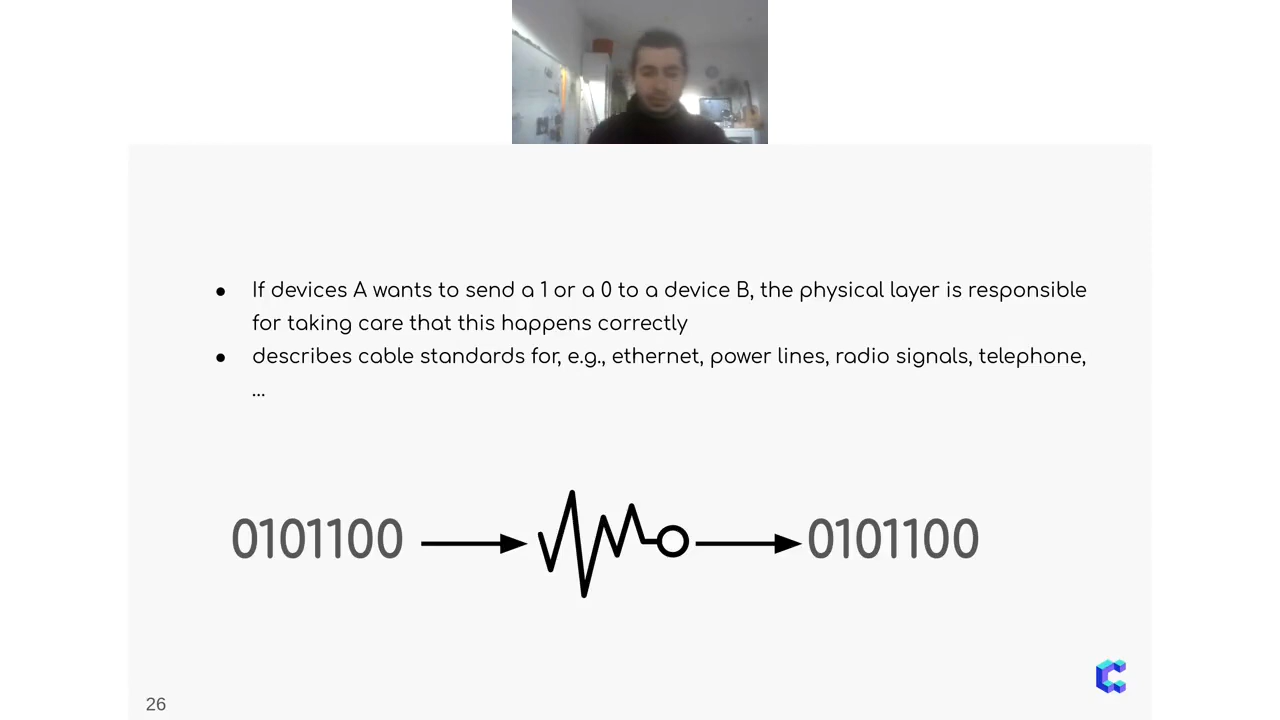 ● If devices A wants to send a 1 or a 0 to a device B, the physical layer is responsible
for taking care that this happens correctly
● describes cable standards for, e.g., ethernet, power lines, radio signals, telephone,
...
0101100 0101100
26